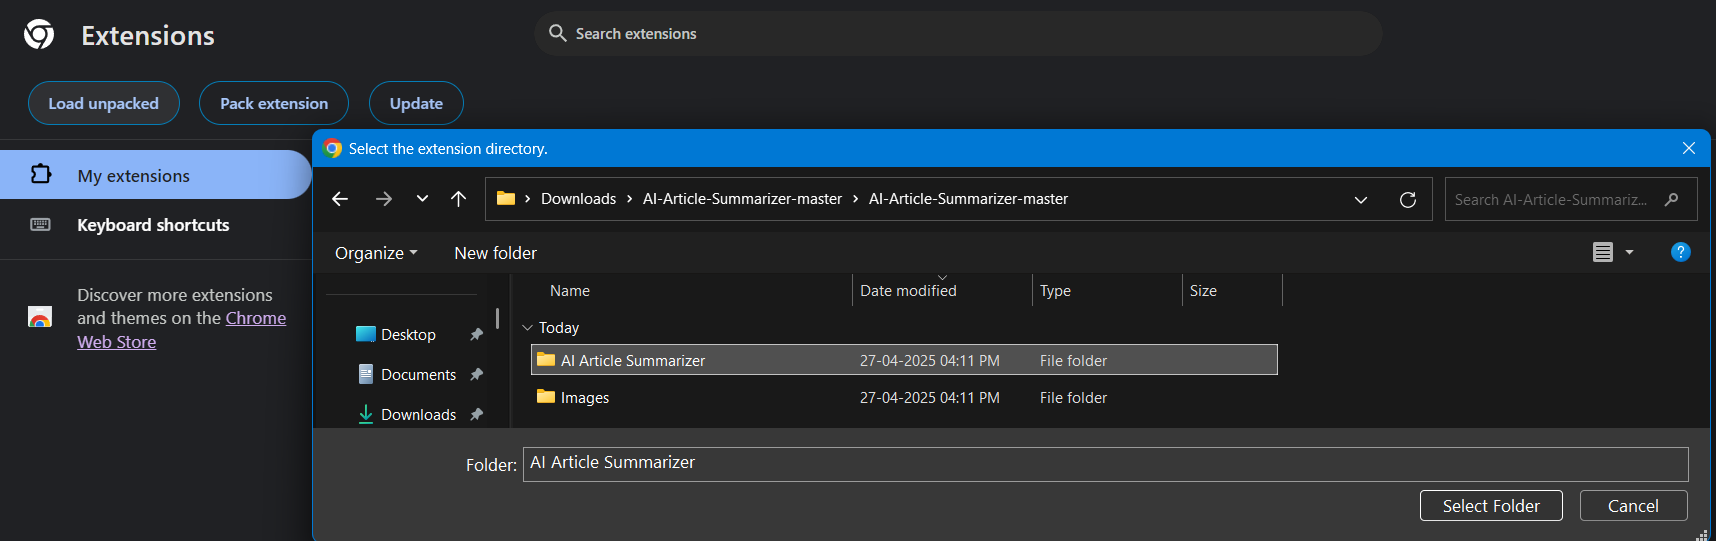 Extensions
Search extensions
Load unpacked
Pack extension
Update
My extensions
Keyboard shortcuts
Discover more extensions
and themes on the Chrome
Web Store
Select the extension directory.
Downloads > AI-Article-Summarizer-master > AI-Article-Summarizer-master
Search AI-Article-Summariz...
Organize
New folder
Name Date modified Type Size
Desktop
Documents
Downloads
Today
AI Article Summarizer 27-04-2025 04:11 PM File folder
Images 27-04-2025 04:11 PM File folder
Folder: AI Article Summarizer
Select Folder
Cancel